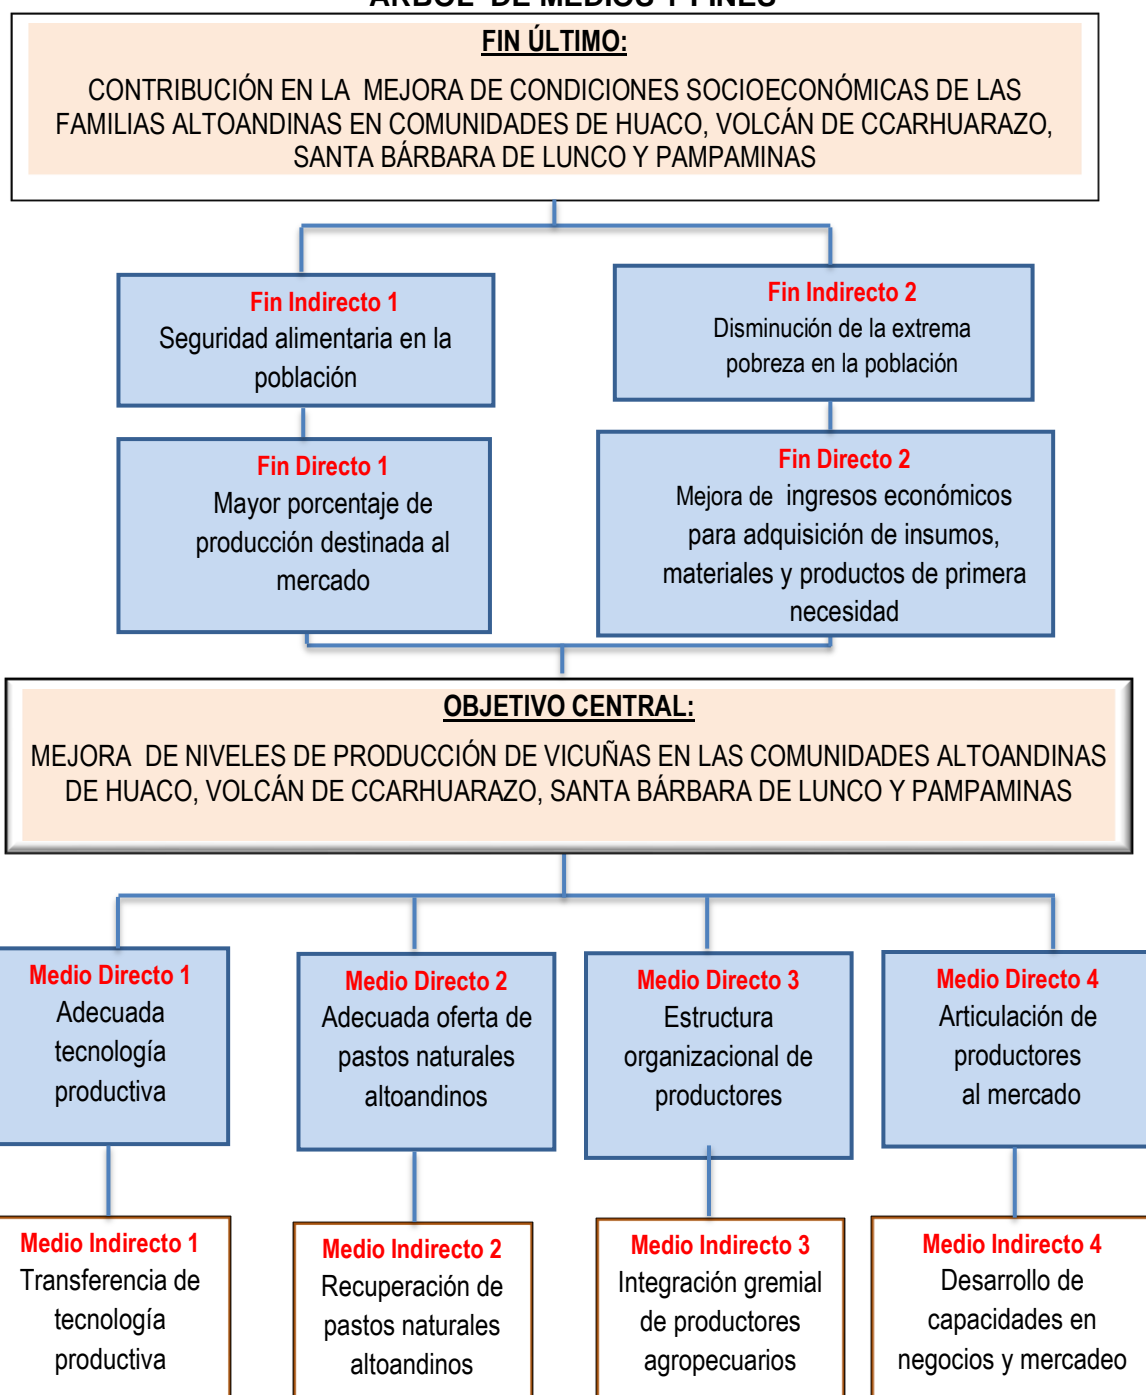 ÁRBOL DE MEDIOS Y FINES
FIN ÚLTIMO:
CONTRIBUCIÓN EN LA MEJORA DE CONDICIONES SOCIOECONÓMICAS DE LAS
FAMILIAS ALTOANDINAS EN COMUNIDADES DE HUACO, VOLCÁN DE CCARHUARAZO,
SANTA BÁRBARA DE LUNCO Y PAMPAMINAS
Fin Indirecto 1
Seguridad alimentaria en la
población
Fin Indirecto 2
Disminución de la extrema
pobreza en la población
Fin Directo 1
Mayor porcentaje de
producción destinada al
mercado
Fin Directo 2
Mejora de ingresos económicos
para adquisición de insumos,
materiales y productos de primera
necesidad
OBJETIVO CENTRAL:
MEJORA DE NIVELES DE PRODUCCIÓN DE VICUÑAS EN LAS COMUNIDADES ALTOANDINAS
DE HUACO, VOLCÁN DE CCARHUARAZO, SANTA BÁRBARA DE LUNCO Y PAMPAMINAS
Medio Directo 1
Adecuada
tecnología
productiva
Medio Directo 2
Adecuada oferta de
pastos naturales
altoandinos
Medio Directo 3
Estructura
organizacional de
productores
Medio Directo 4
Articulación de
productores
al mercado
Medio Indirecto 1
Transferencia de
tecnología
productiva
Medio Indirecto 2
Recuperación de
pastos naturales
altoandinos
Medio Indirecto 3
Integración gremial
de productores
agropecuarios
Medio Indirecto 4
Desarrollo de
capacidades en
negocios y mercadeo